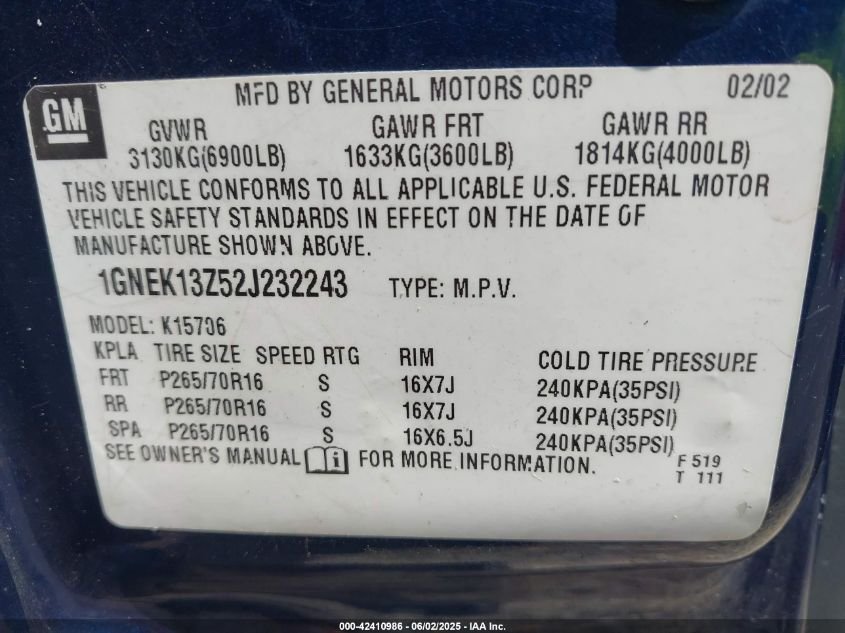 GM
MFD BY GENERAL MOTORS CORP 02/02
GVWR GAWR FRT GAWR RR
3130KG(6900LB) 1633KG(3600LB) 1814KG(4000LB)
THIS VEHICLE CONFORMS TO ALL APPLICABLE U.S. FEDERAL MOTOR
VEHICLE SAFETY STANDARDS IN EFFECT ON THE DATE OF
MANUFACTURE SHOWN ABOVE.
1GNEK13Z52J232243 TYPE: M.P.V.
MODEL: K15706
KPLA TIRE SIZE SPEED RTG RIM COLD TIRE PRESSURE
FRT P265/70R16 S 16X7J 240KPA(35PSI)
RR P265/70R16 S 16X7J 240KPA(35PSI)
SPA P265/70R16 S 16X6.5J 240KPA(35PSI)
SEE OWNER'S MANUAL i FOR MORE INFORMATION.
F 519
T 111
000-42410986 - 06/02/2025 - IAA Inc.